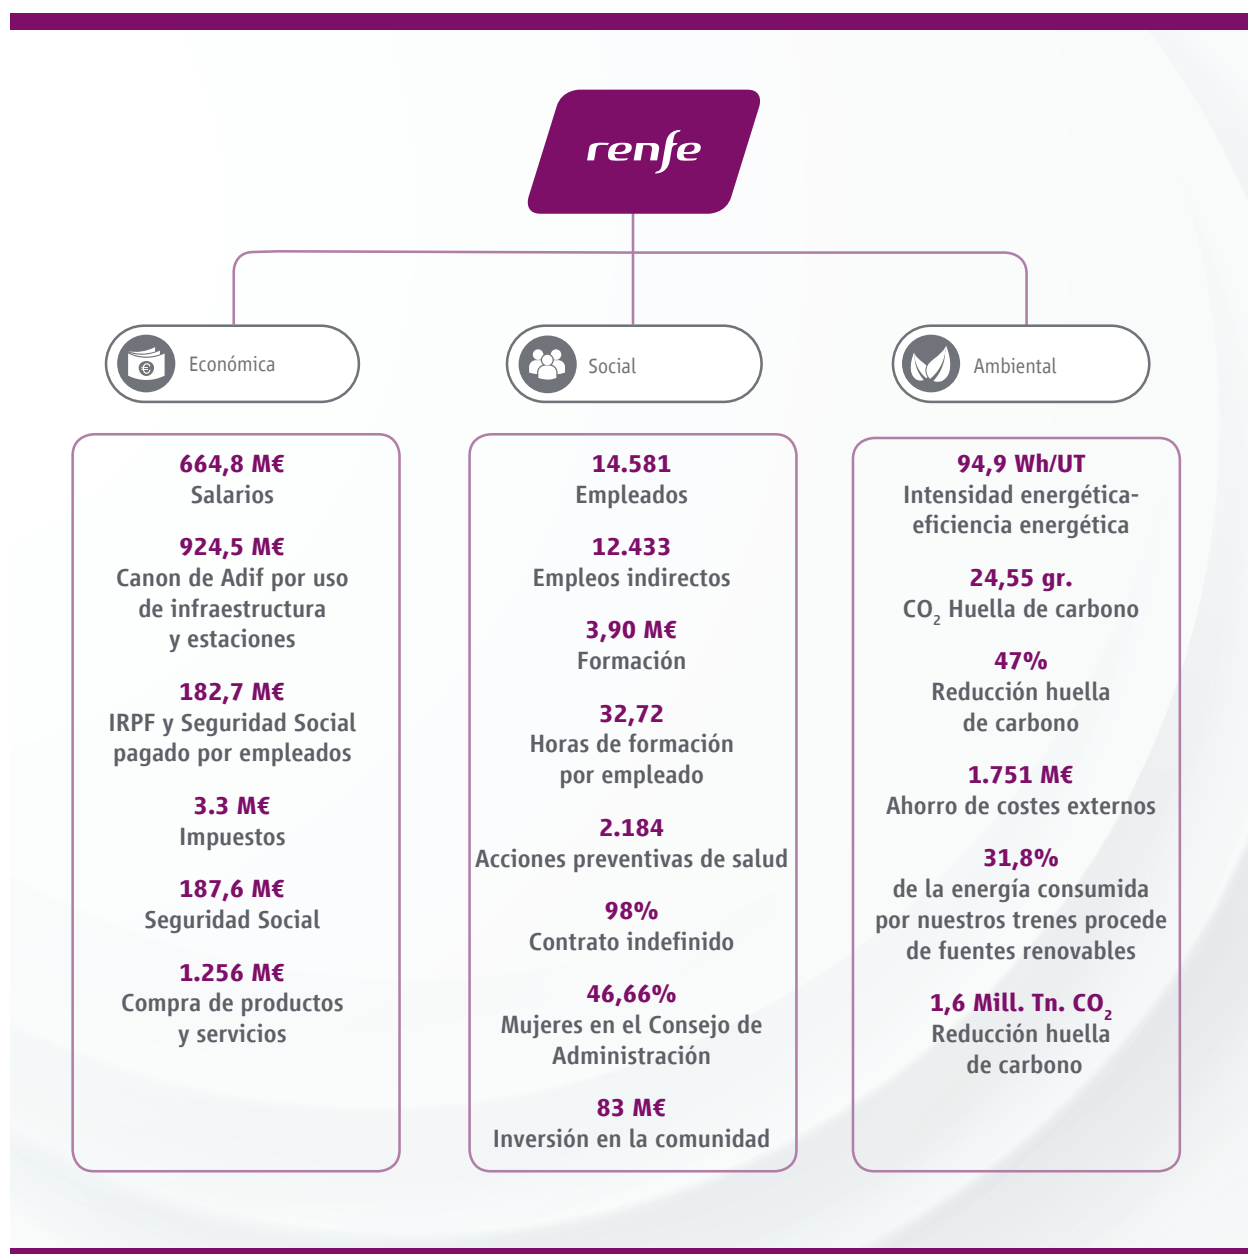 renfe
Económica
664,8 M€
Salarios
924,5 M€
Canon de Adif por uso
de infraestructura
y estaciones
182,7 M€
IRPF y Seguridad Social
pagado por empleados
3.3 M€
Impuestos
187,6 M€
Seguridad Social
1.256 M€
Compra de productos
y servicios
Social
14.581
Empleados
12.433
Empleos indirectos
3,90 M€
Formación
32,72
Horas de formación
por empleado
2.184
Acciones preventivas de salud
98%
Contrato indefinido
46,66%
Mujeres en el Consejo de
Administración
83 M€
Inversión en la comunidad
Ambiental
94,9 Wh/UT
Intensidad energética-
eficiencia energética
24,55 gr.
CO₂ Huella de carbono
47%
Reducción huella
de carbono
1.751 M€
Ahorro de costes externos
31,8%
de la energía consumida
por nuestros trenes procede
de fuentes renovables
1,6 Mill. Tn. CO₂
Reducción huella
de carbono